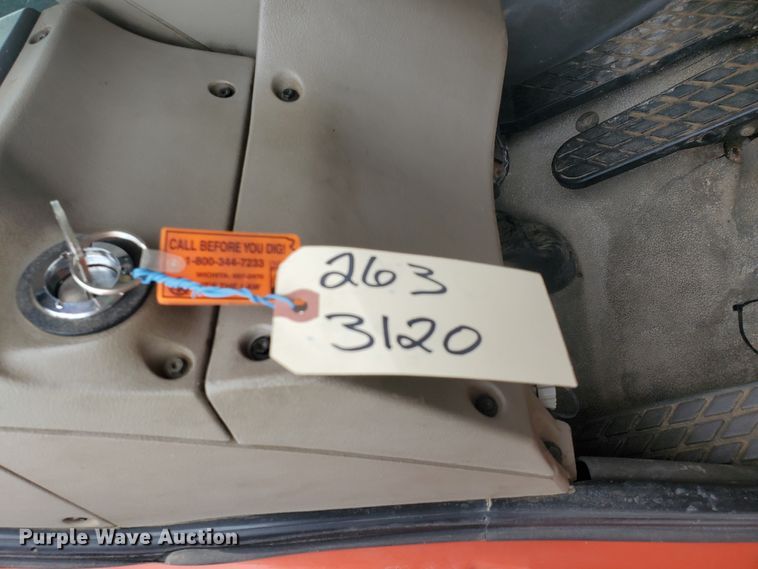 CALL BEFORE YOU DIG!
1-800-344-7233
263
3120
Purple Wave Auction